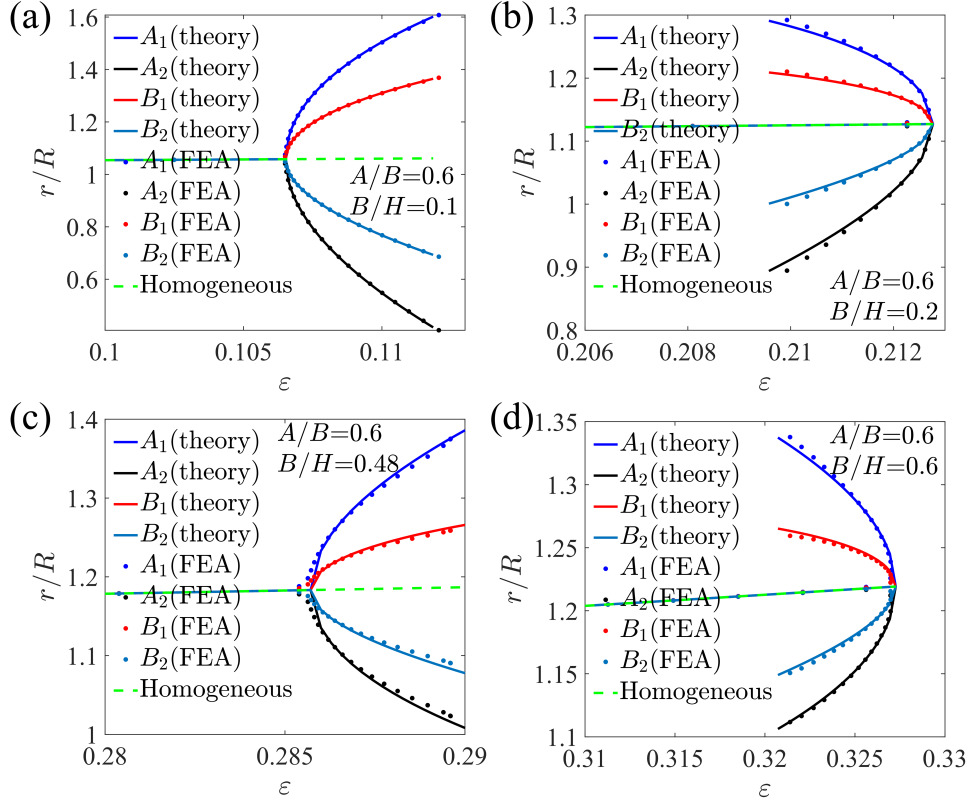 (a)
1.6
1.4
1.2
1
0.8
0.6
r/R
A1(theory)
A2(theory)
B1(theory)
B2(theory)
A1(FEA)
A2(FEA)
B1(FEA)
B2(FEA)
Homogeneous
A/B=0.6
B/H=0.1
0.1
0.105
0.11
ε
(b)
1.3
1.2
1.1
1
0.9
0.8
r/R
A1(theory)
A2(theory)
B1(theory)
B2(theory)
A1(FEA)
A2(FEA)
B1(FEA)
B2(FEA)
Homogeneous
A/B=0.6
B/H=0.2
0.206
0.208
0.21
0.212
ε
(c)
1.4
1.3
1.2
1.1
1
r/R
A/B=0.6
B/H=0.48
A1(theory)
A2(theory)
B1(theory)
B2(theory)
A1(FEA)
A2(FEA)
B1(FEA)
B2(FEA)
Homogeneous
0.28
0.285
0.29
ε
(d)
1.35
1.3
1.25
1.2
1.15
1.1
r/R
A/B=0.6
B/H=0.6
A1(theory)
A2(theory)
B1(theory)
B2(theory)
A1(FEA)
A2(FEA)
B1(FEA)
B2(FEA)
Homogeneous
0.31
0.315
0.32
0.325
0.33
ε